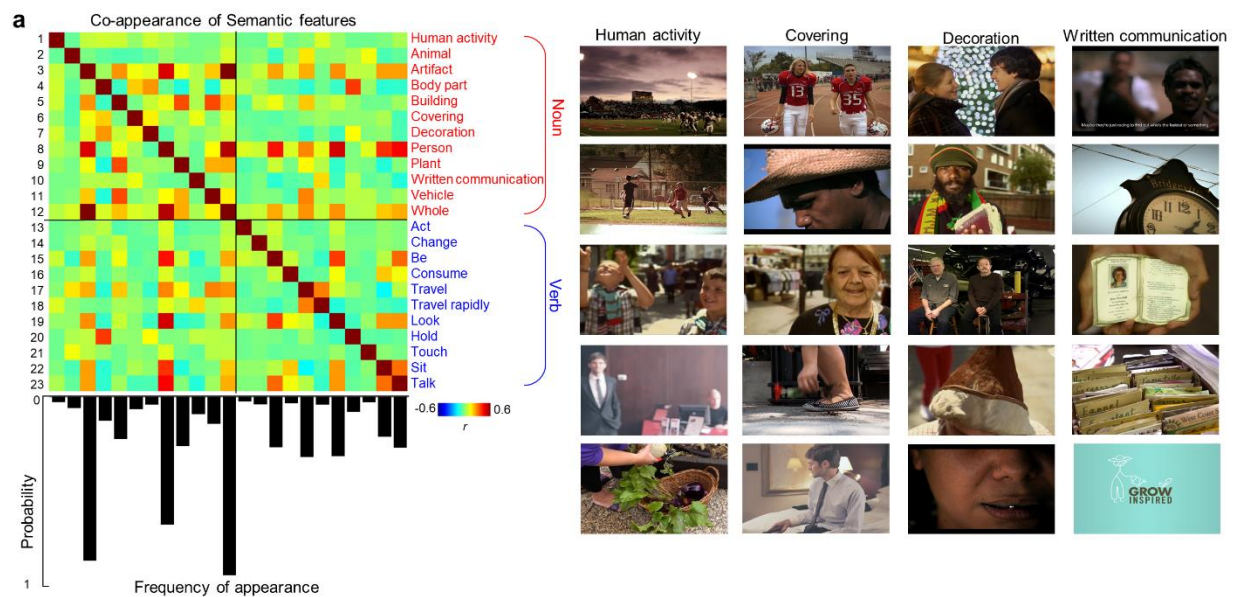 a
Co-appearance of Semantic features
1 Human activity
2 Animal
3 Artifact
4 Body part
5 Building
6 Covering
7 Decoration
8 Person
9 Plant
10 Written communication
11 Vehicle
12 Whole
13 Act
14 Change
15 Be
16 Consume
17 Travel
18 Travel rapidly
19 Look
20 Hold
21 Touch
22 Sit
23 Talk
Noun
Verb
-0.6 0.6
r
0
Probability
1
Frequency of appearance
Human activity Covering Decoration Written communication
13
35
GROW
INSPIRED